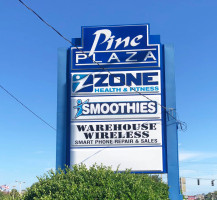 Pine
PLAZA
ZONE
HEALTH & FITNESS
SMOOTHIES
WAREHOUSE
WIRELESS
SMART PHONE REPAIR & SALES